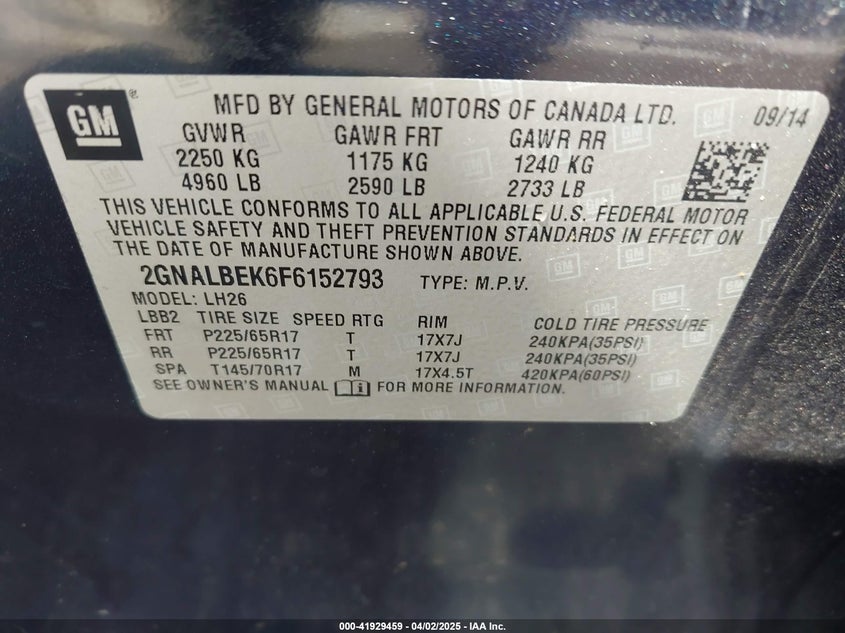 GM ® MFD BY GENERAL MOTORS OF CANADA LTD. 09/14
GVWR GAWR FRT GAWR RR
2250 KG 1175 KG 1240 KG
4960 LB 2590 LB 2733 LB
THIS VEHICLE CONFORMS TO ALL APPLICABLE U.S. FEDERAL MOTOR
VEHICLE SAFETY AND THEFT PREVENTION STANDARDS IN EFFECT ON
THE DATE OF MANUFACTURE SHOWN ABOVE.
2GNALBEK6F6152793 TYPE: M.P.V.
MODEL: LH26
LBB2 TIRE SIZE SPEED RTG RIM COLD TIRE PRESSURE
FRT P225/65R17 T 17X7J 240KPA(35PSI)
RR P225/65R17 T 17X7J 240KPA(35PSI)
SPA T145/70R17 M 17X4.5T 420KPA(60PSI)
SEE OWNER'S MANUAL FOR MORE INFORMATION.
000-41929459 - 04/02/2025 - IAA Inc.